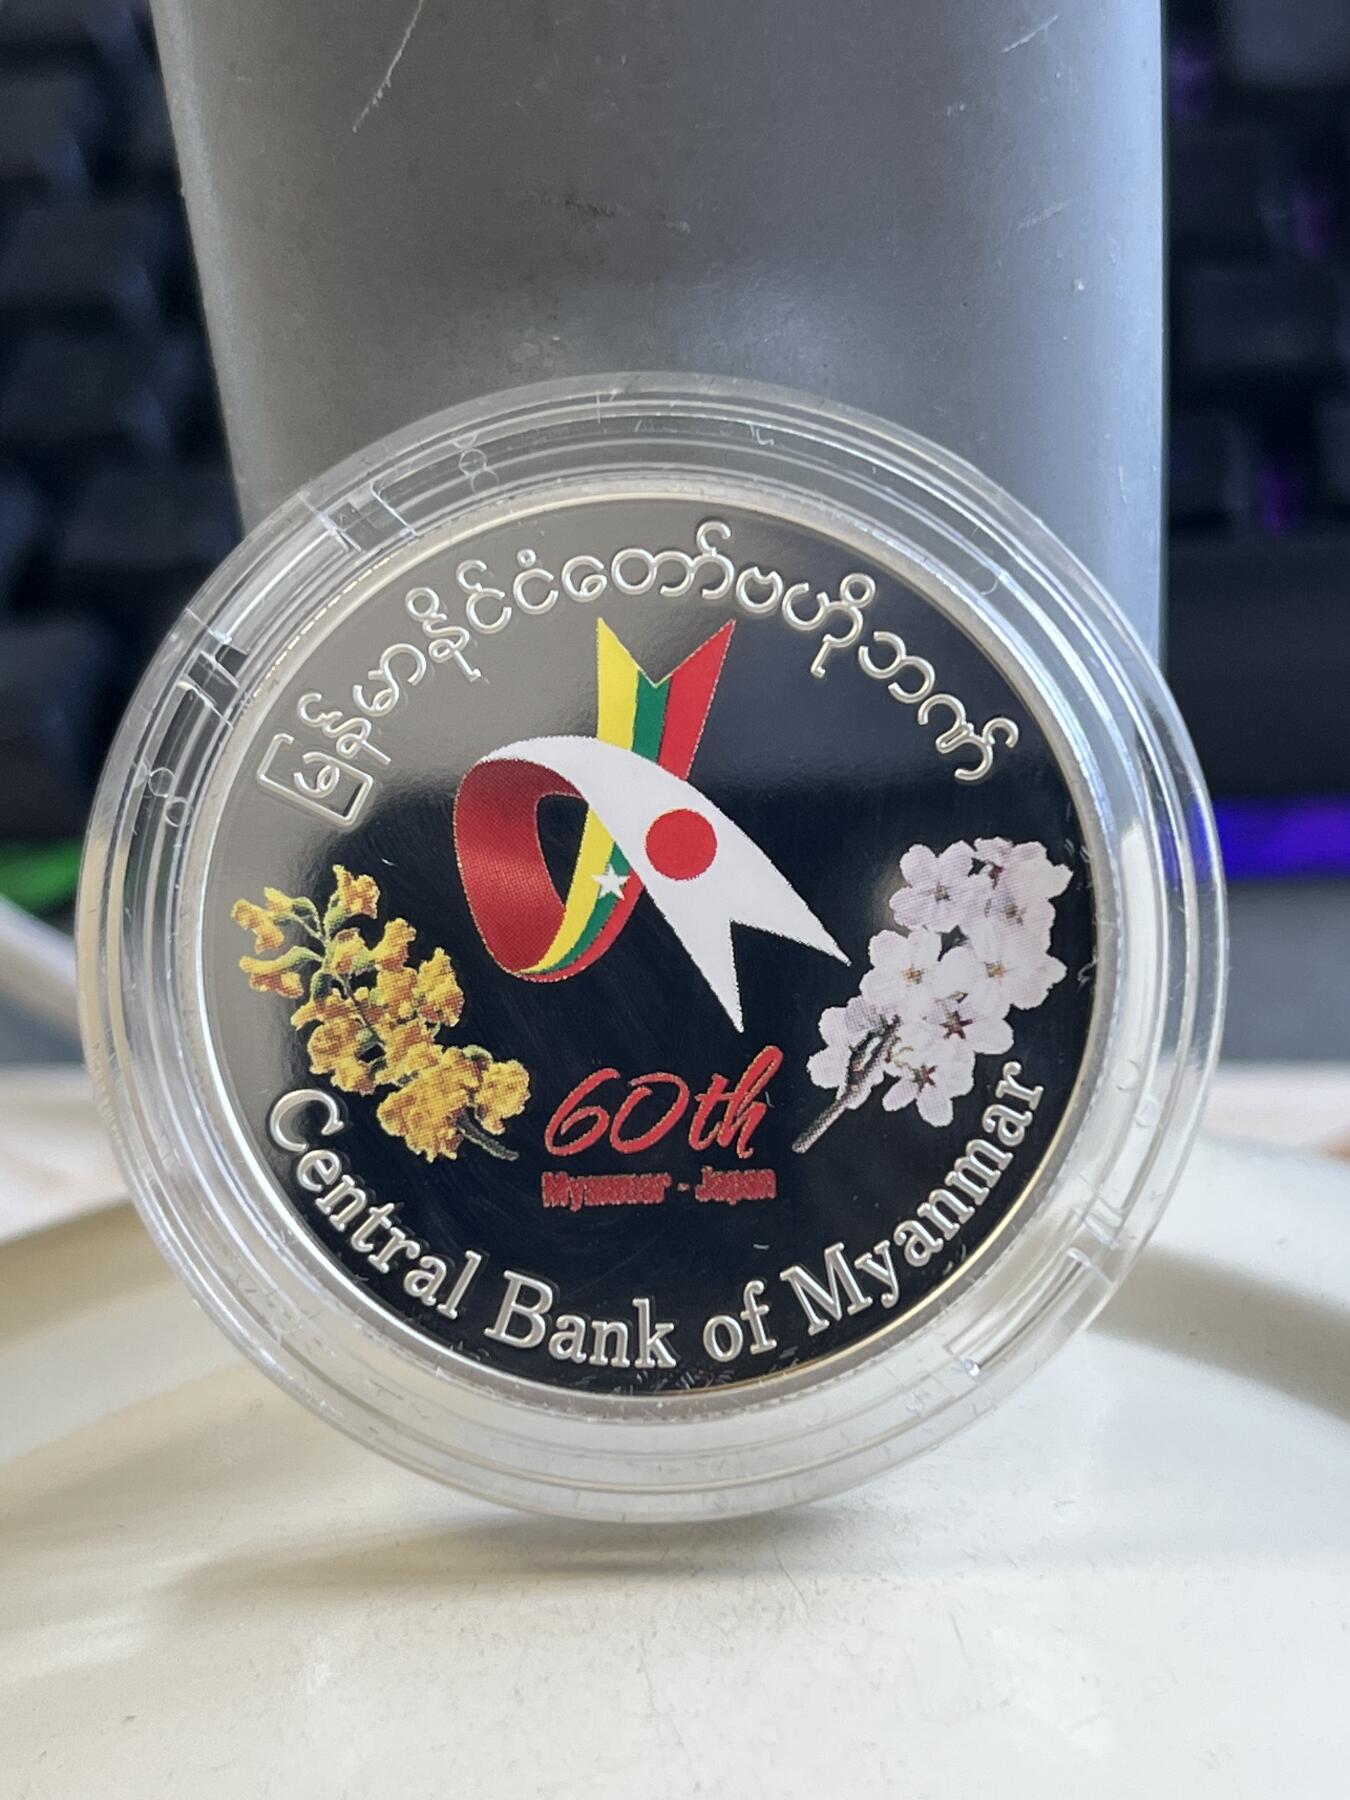 မြန်မာနိုင်ငံတော်ဗဟိုဘဏ်
60th
Myanmar - Japan
Central Bank of Myanmar